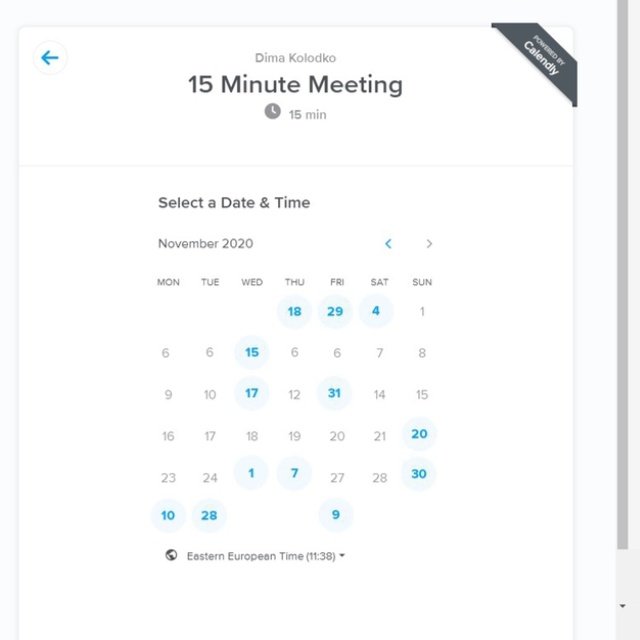 POWERED BY
Calendly
Dima Kolodko
15 Minute Meeting
15 min
Select a Date & Time
November 2020
MON TUE WED THU FRI SAT SUN
18 29 4 1
6 6 15 6 6 7 8
9 10 17 12 31 14 15
16 17 18 19 20 21 20
23 24 1 7 27 28 30
10 28 9
Eastern European Time (11:38)